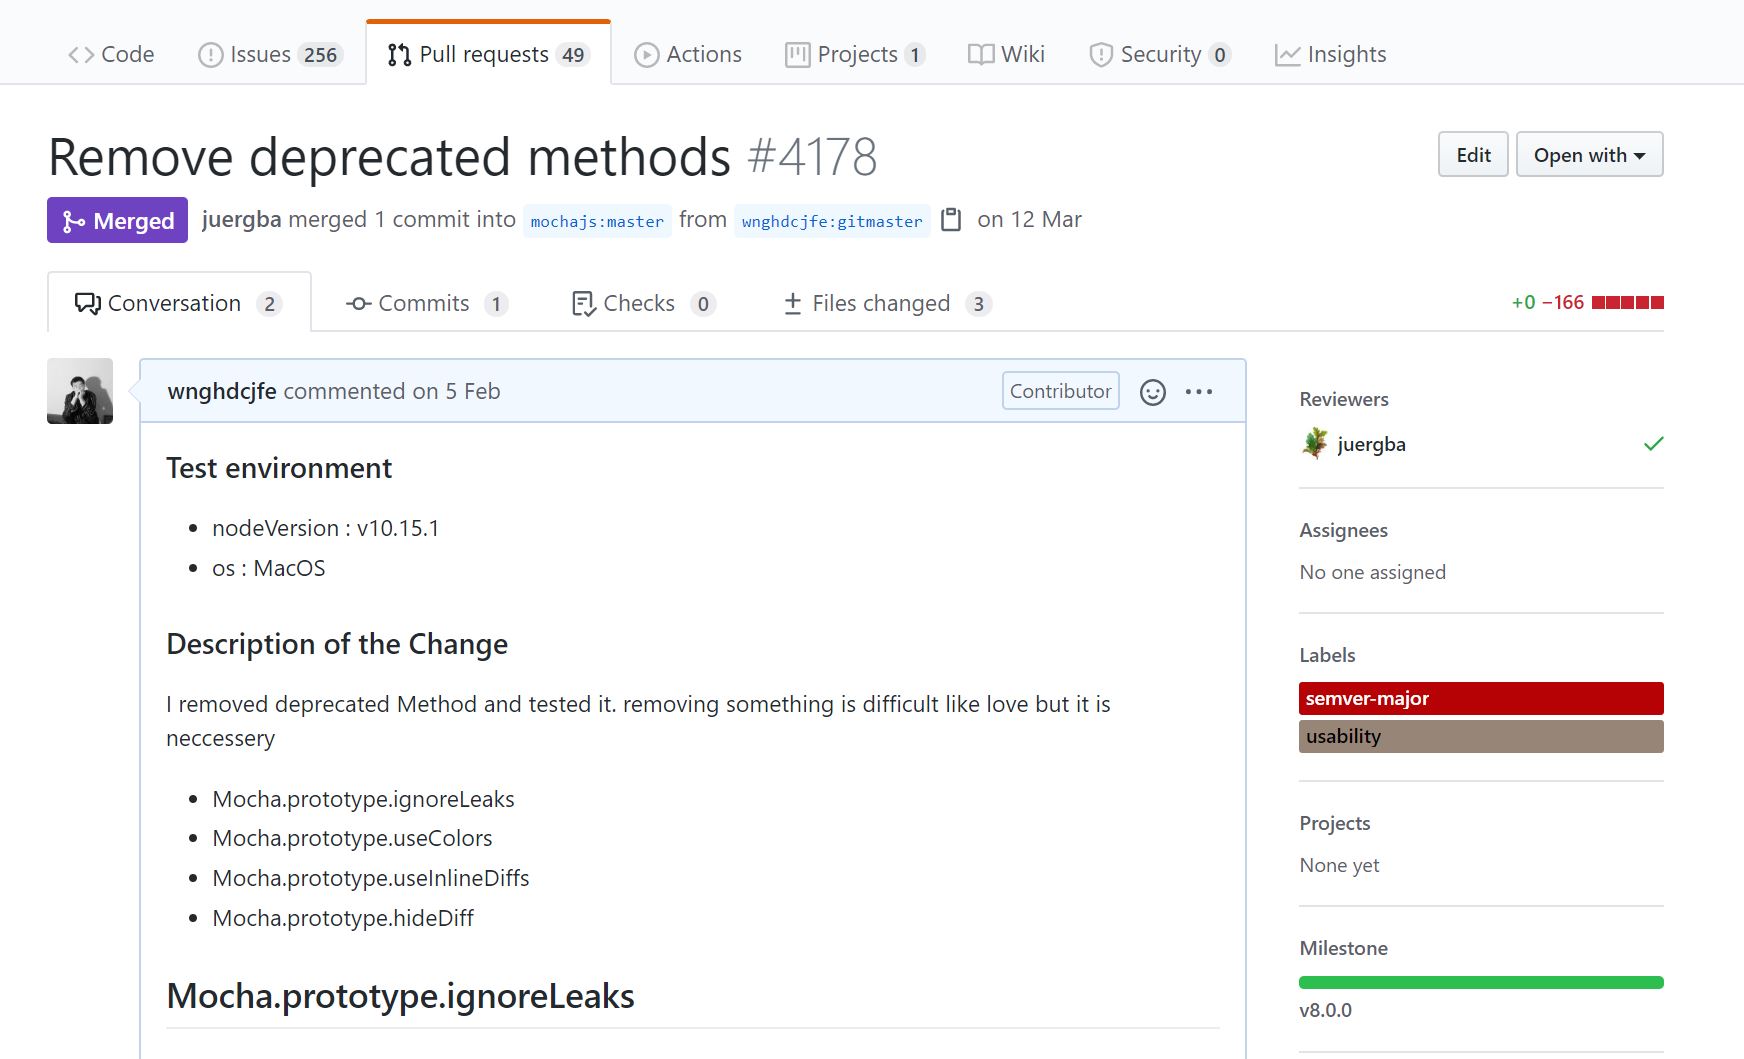 Code Issues 256 Pull requests 49 Actions Projects 1 Wiki Security 0 Insights
Remove deprecated methods #4178
Edit Open with
Merged juergba merged 1 commit into mochajs:master from wnghdcjfe:gitmaster on 12 Mar
Conversation 2 Commits 1 Checks 0 Files changed 3 +0 −166
wnghdcjfe commented on 5 Feb Contributor
Test environment
• nodeVersion : v10.15.1
• os : MacOS
Description of the Change
I removed deprecated Method and tested it. removing something is difficult like love but it is
neccessery
• Mocha.prototype.ignoreLeaks
• Mocha.prototype.useColors
• Mocha.prototype.useInlineDiffs
• Mocha.prototype.hideDiff
Mocha.prototype.ignoreLeaks
Reviewers
juergba
Assignees
No one assigned
Labels
semver-major
usability
Projects
None yet
Milestone
v8.0.0